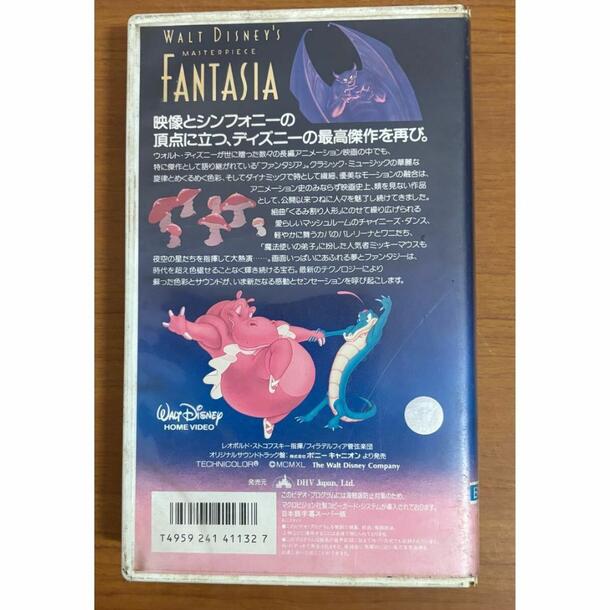 WALT DISNEY'S
MASTERPIECE
FANTASIA
映像とシンフォニーの
頂点に立つ、ディズニーの最高傑作を再び。
ウォルト・ディズニーが世に贈った数々の長編アニメーション映画の中でも、
特に傑作として語り継がれている「ファンタジア」。クラシック・ミュージックの華麗な
旋律とめくるめく色彩、そしてダイナミックで時として繊細、優美なモーションの融合は、
アニメーション史のみならず映画史上、類を見ない作品
として、公開以来つねに人々を魅了し続けてきました。
組曲「くるみ割り人形」にのせて繰り広げられる
愛らしいマッシュルームのチャイニーズ・ダンス、
軽やかに舞うカバのバレリーナとワニたち、
「魔法使いの弟子」に扮した人気者ミッキーマウスも
夜空の星たちを指揮して大熱演……。画面いっぱいにあふれる夢とファンタジーは、
時代を超え色褪せることなく輝き続ける宝石。最新のテクノロジーにより
蘇った色彩とサウンドが、いま新たなる感動とセンセーションを呼び起こします。
WALT DISNEY
HOME VIDEO
レオポルド・ストコフスキー指揮/フィラデルフィア管弦楽団
オリジナルサウンドトラック盤:株式会社 ポニー キャニオン より発売
TECHNICOLOR® ©MCMXL The Walt Disney Company
発売元 DHV Japan, Ltd.
このビデオ・プログラムには海賊版防止対策のため、
マクロビジョン社製コピーガード・システムが導入されております。
日本語字幕スーパー版
T4959 241 41132 7